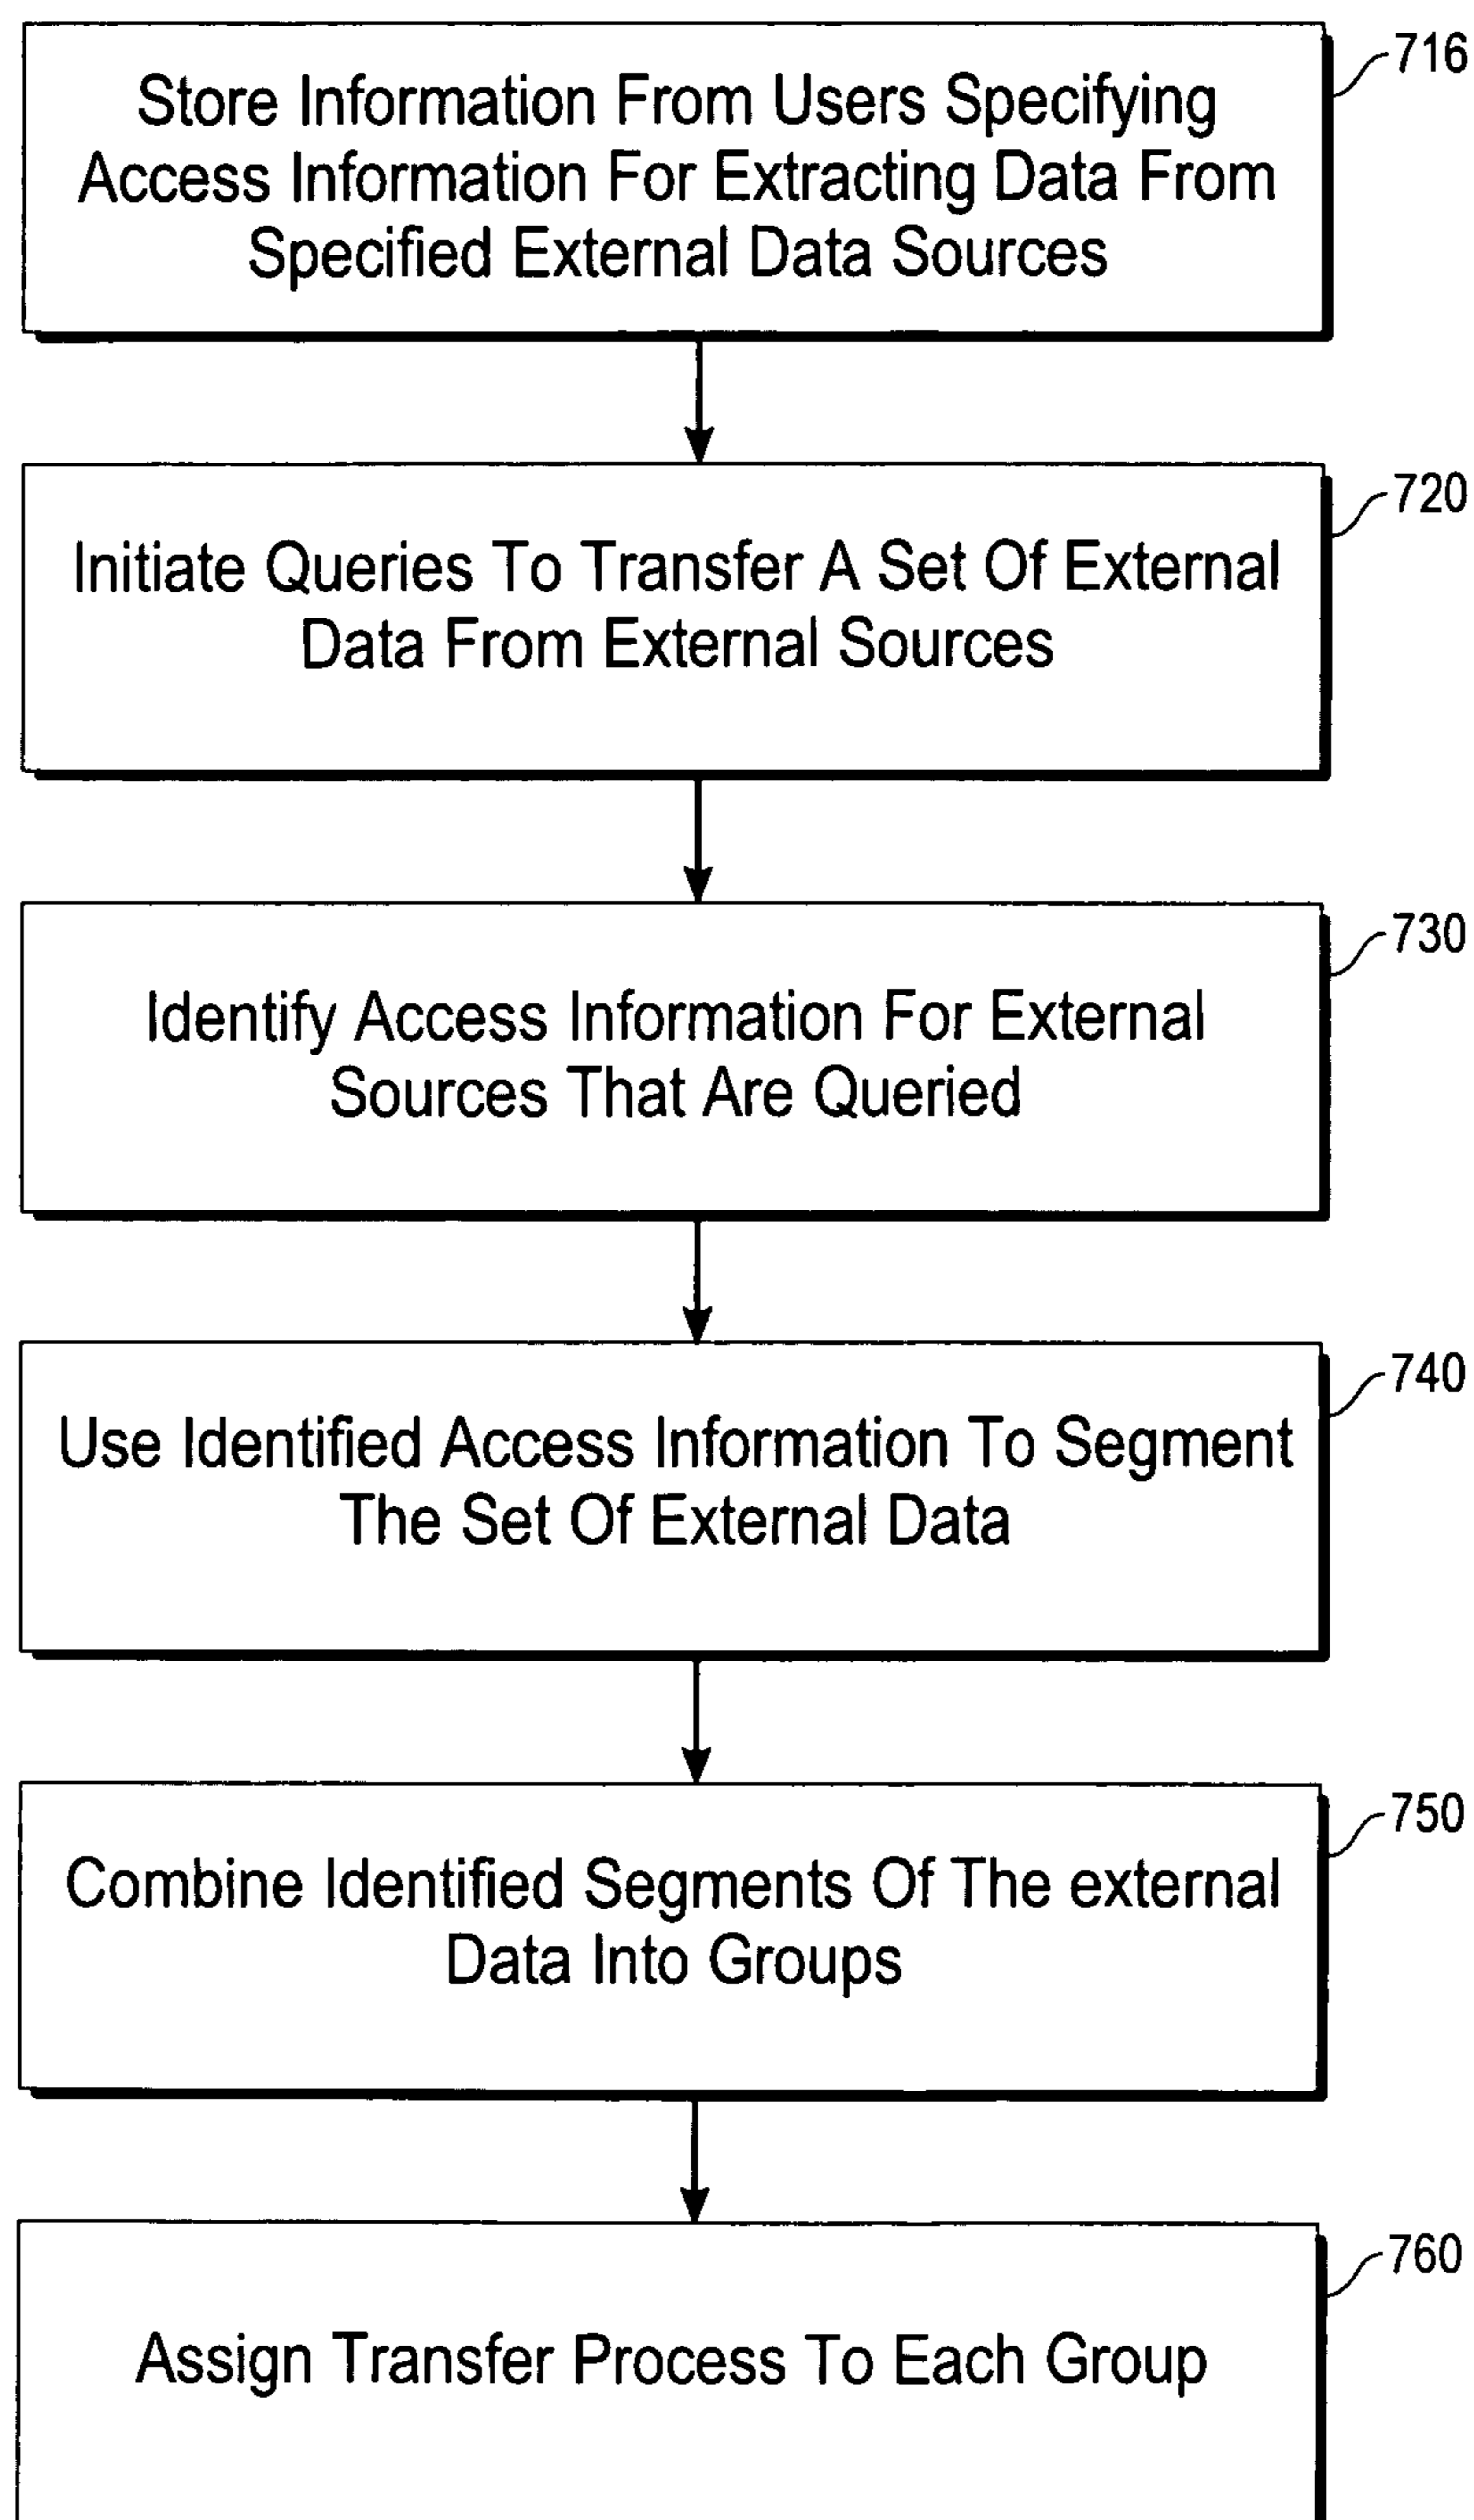 716
Store Information From Users Specifying
Access Information For Extracting Data From
Specified External Data Sources
720
Initiate Queries To Transfer A Set Of External
Data From External Sources
730
Identify Access Information For External
Sources That Are Queried
740
Use Identified Access Information To Segment
The Set Of External Data
750
Combine Identified Segments Of The external
Data Into Groups
760
Assign Transfer Process To Each Group